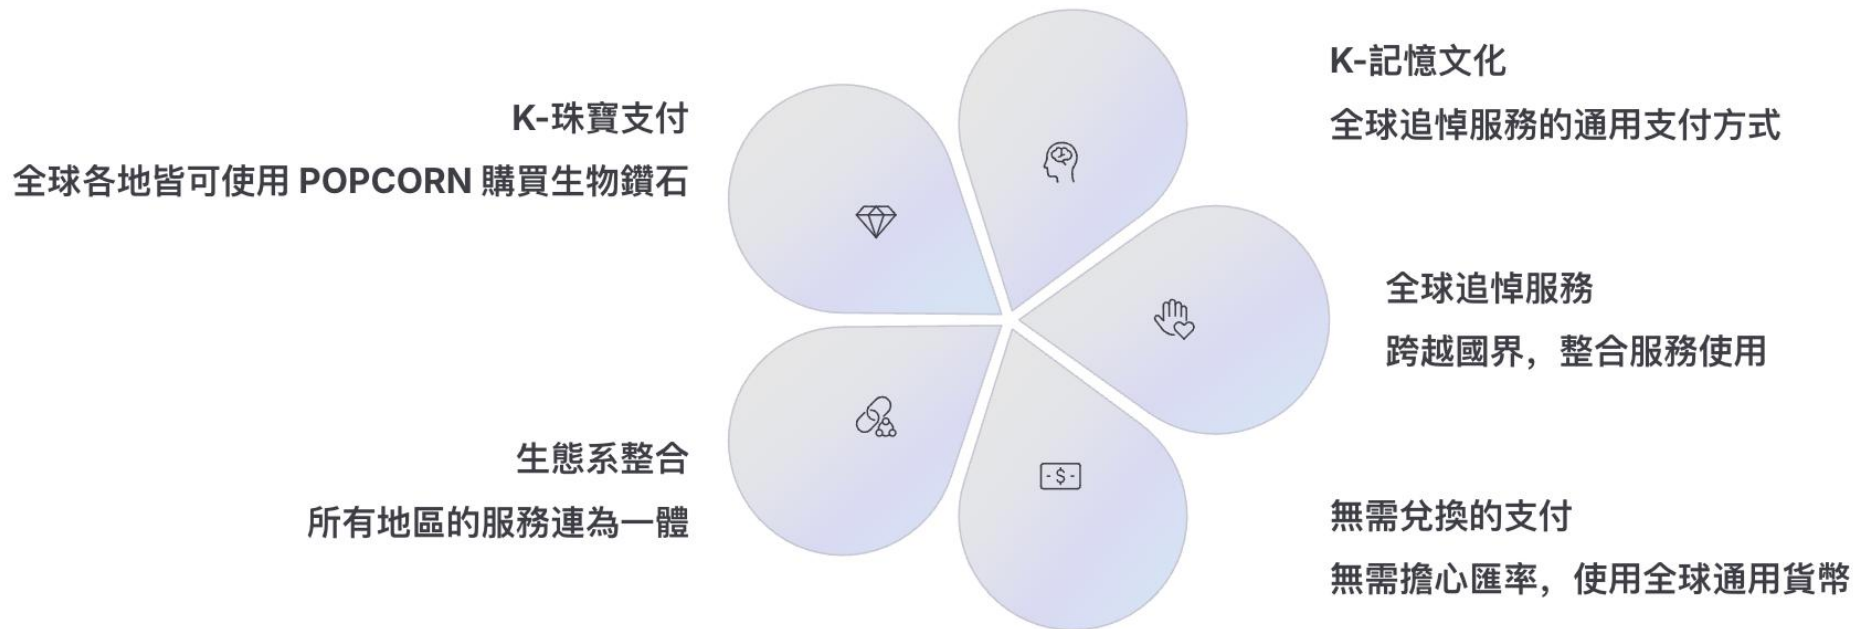 K-珠寶支付
全球各地皆可使用 POPCORN 購買生物鑽石
K-記憶文化
全球追悼服務的通用支付方式
全球追悼服務
跨越國界，整合服務使用
生態系整合
所有地區的服務連為一體
無需兌換的支付
無需擔心匯率，使用全球通用貨幣
-$-